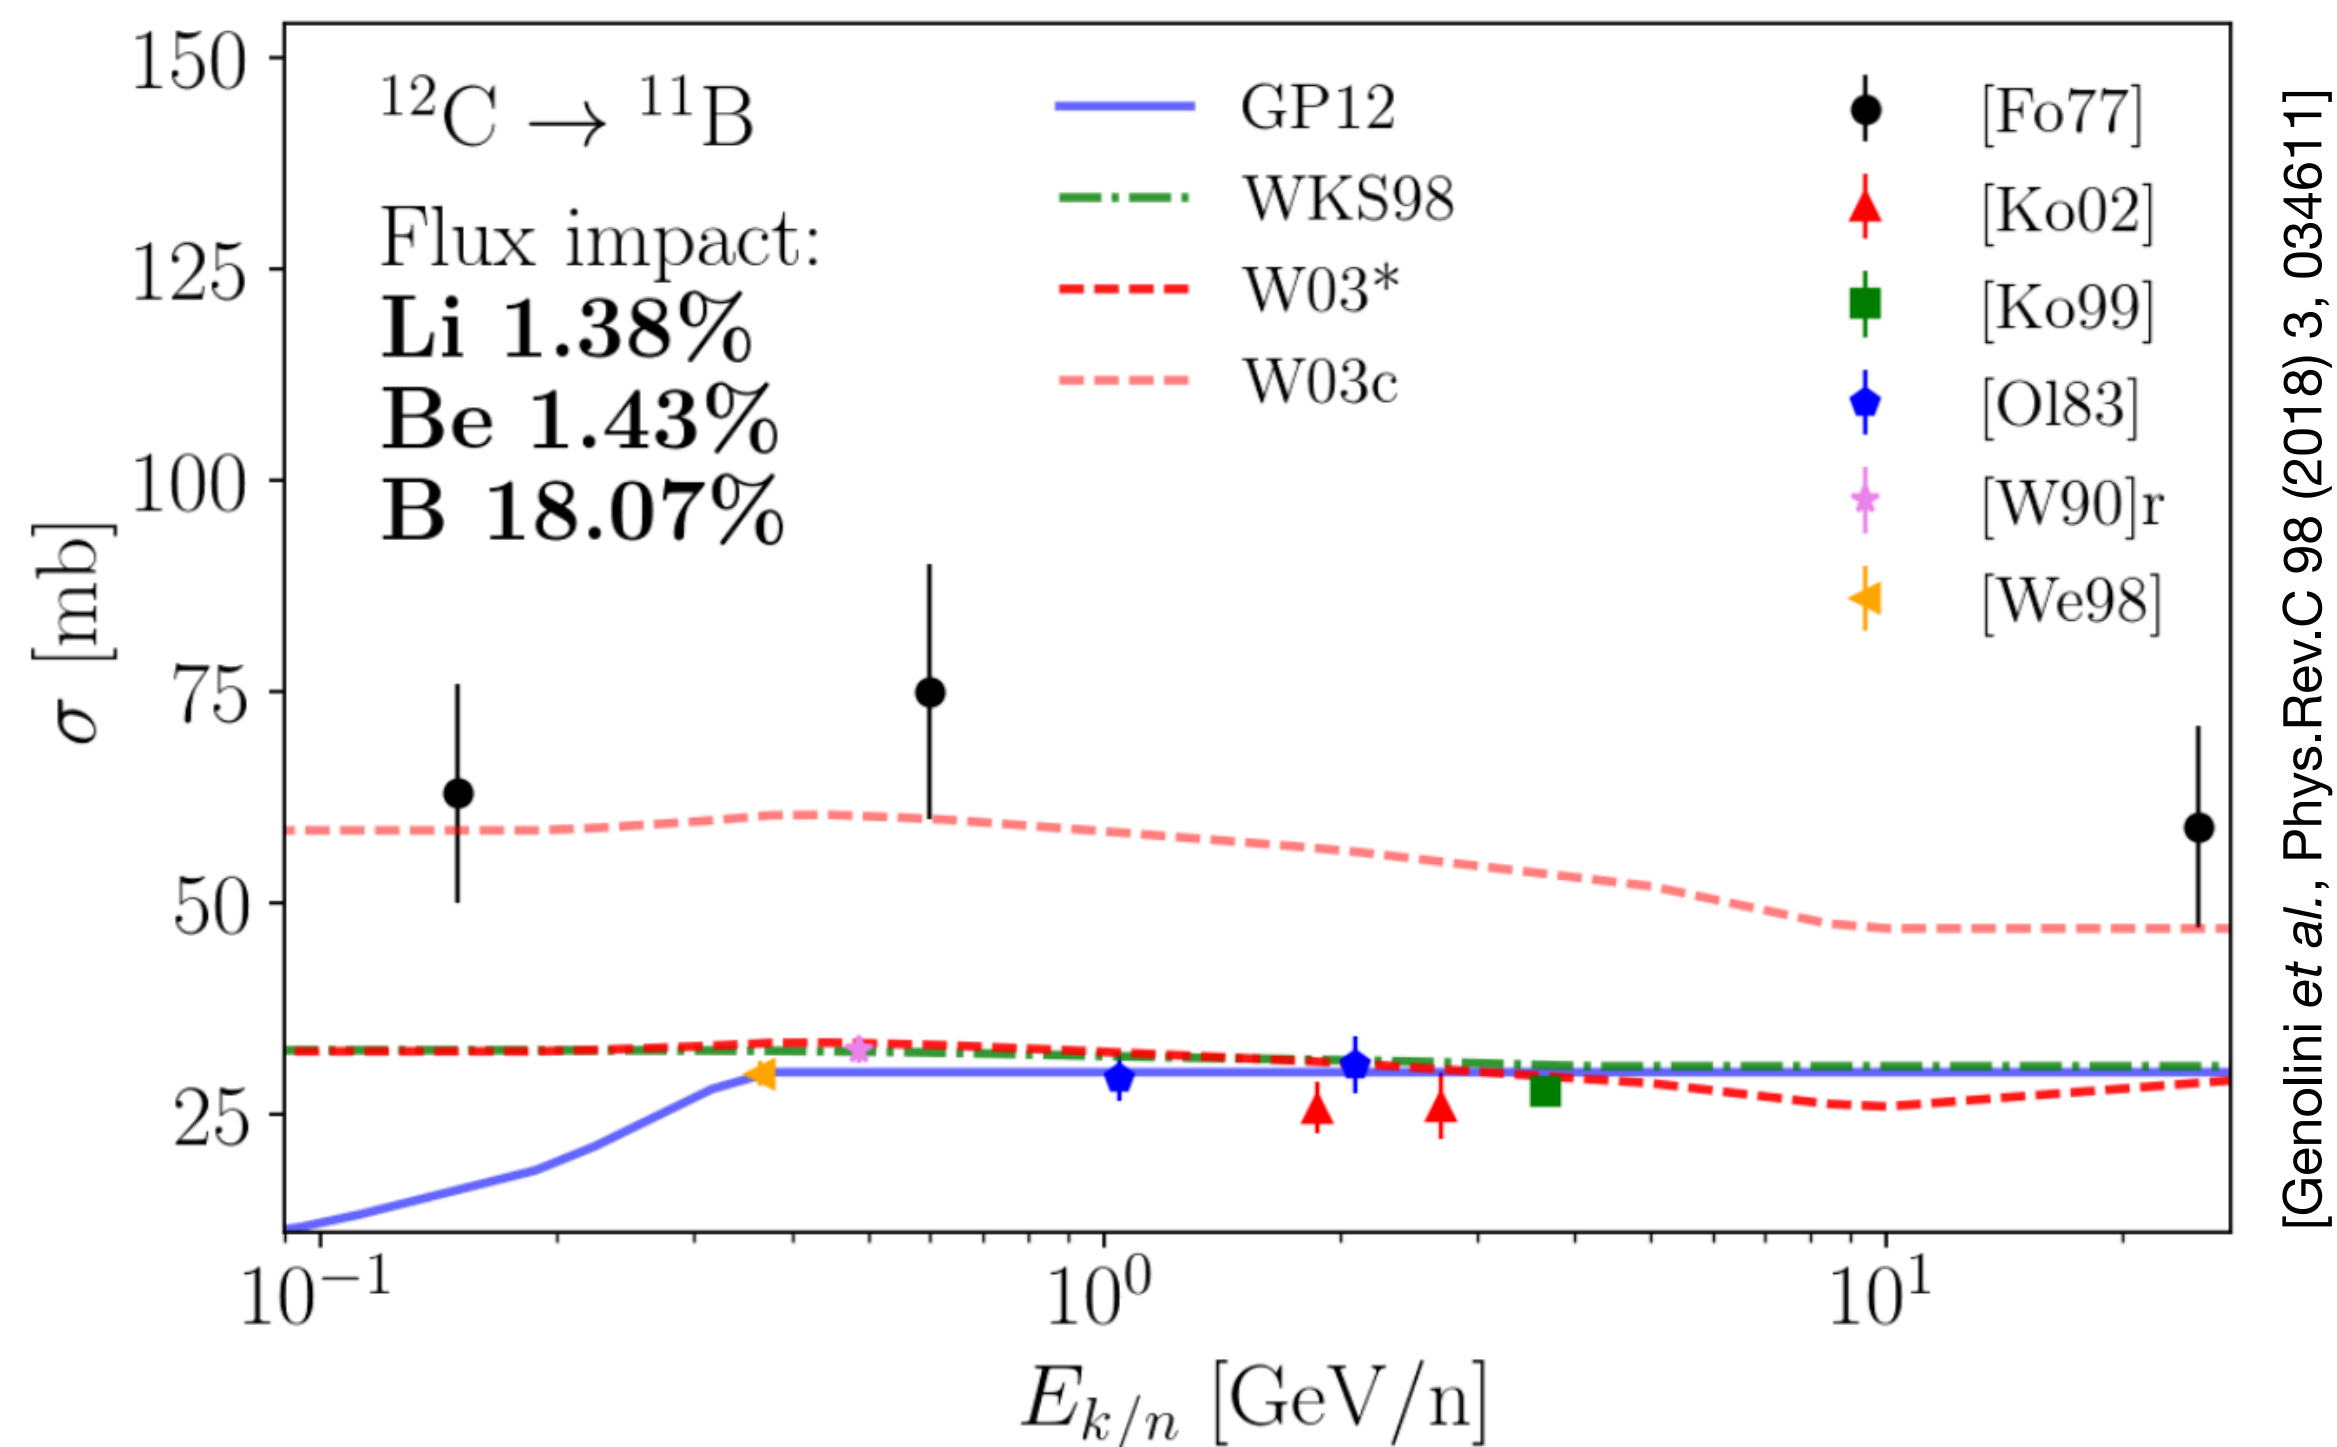 150
125
100
75
50
25
σ [mb]
¹²C → ¹¹B
Flux impact:
Li 1.38%
Be 1.43%
B 18.07%
GP12
WKS98
W03*
W03c
[Fo77]
[Ko02]
[Ko99]
[Ol83]
[W90]r
[We98]
10⁻¹
10⁰
10¹
E_{k/n} [GeV/n]
[Genolini et al., Phys.Rev.C 98 (2018) 3, 034611]